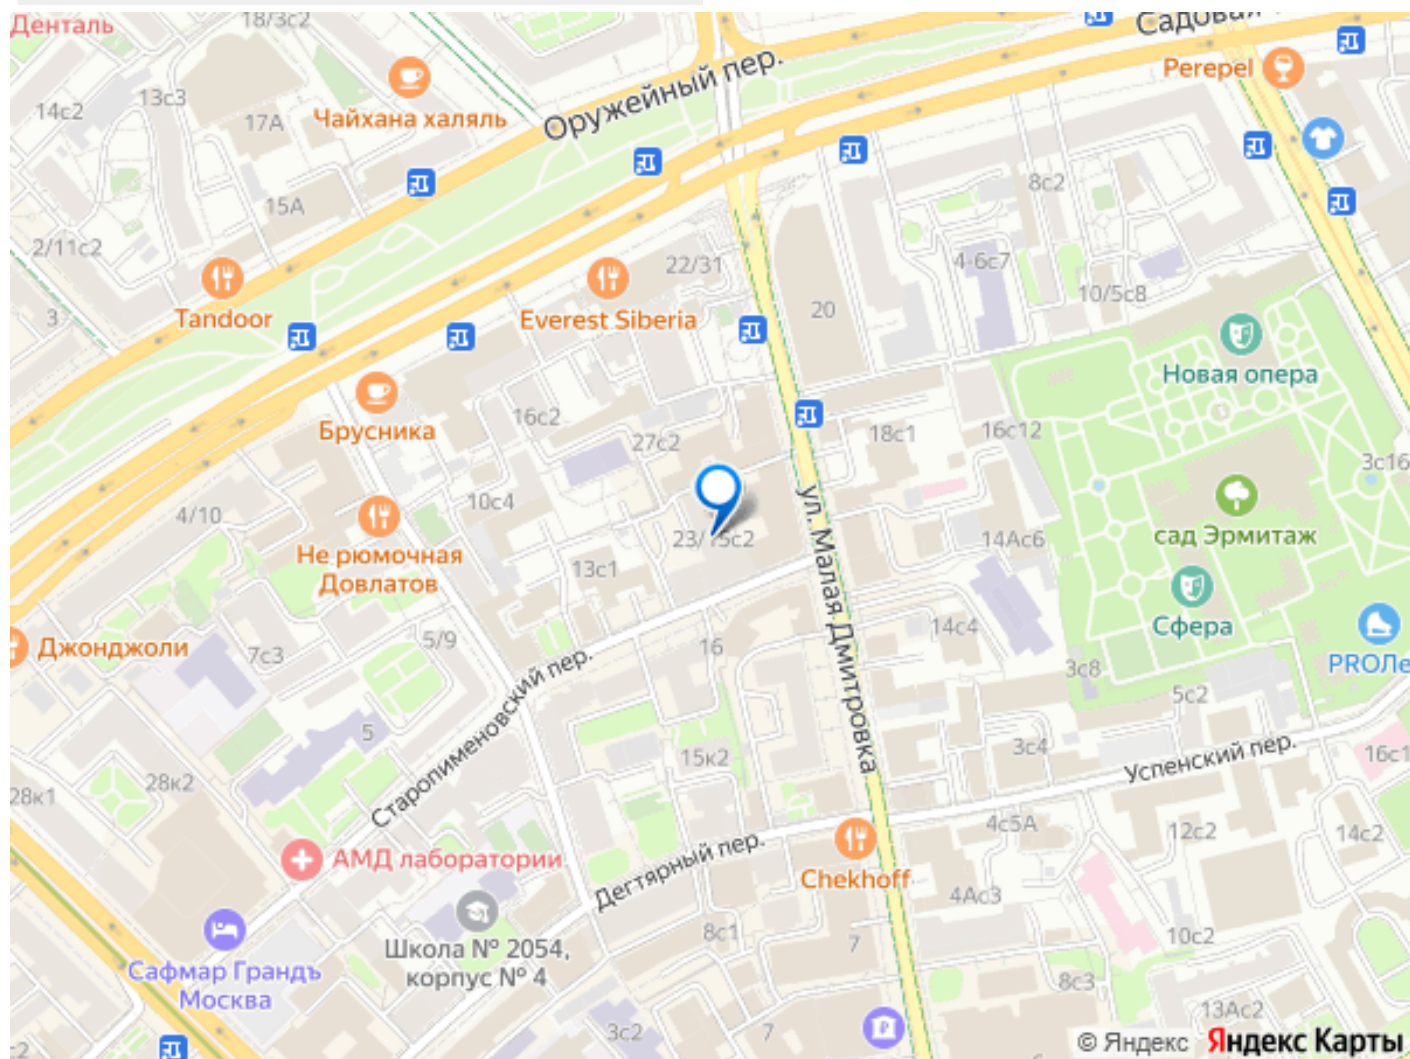 Денталь
18/3с2
Садовая
Perepel
14с2
13с3
17А
Чайхана халяль
Оружейный пер.
15А
8с2
2/11с2
22/31
4-6с7
10/5с8
3
Tandoor
Everest Siberia
20
Новая опера
Брусника
16с2
27с2
18с1
16с12
3с16
10с4
4/10
23/15с2
ул. Малая Дмитровка
14Ас6
сад Эрмитаж
Не рюмочная
Довлатов
13с1
Сфера
5/9
16
14с4
Джонджоли
7с3
Старопименовский пер.
3с8
PROЛе
5с2
5
15к2
3с4
Успенский пер.
16с1
28к2
28к1
4с5А
12с2
14с2
АМД лаборатории
Дегтярный пер.
Chekhoff
4Ас3
Школа № 2054,
корпус № 4
8с1
7
10с2
Сафмар Грандъ
Москва
8с3
13Ас2
3с2
7
© Яндекс Яндекс Карты